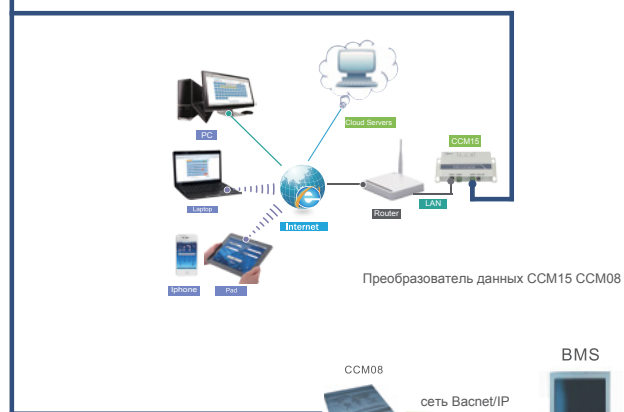 Cloud Servers
PC
CCM15
Laptop
LAN
Router
Internet
Iphone
Pad
Преобразователь данных CCM15 CCM08
BMS
CCM08
сеть Bacnet/IP